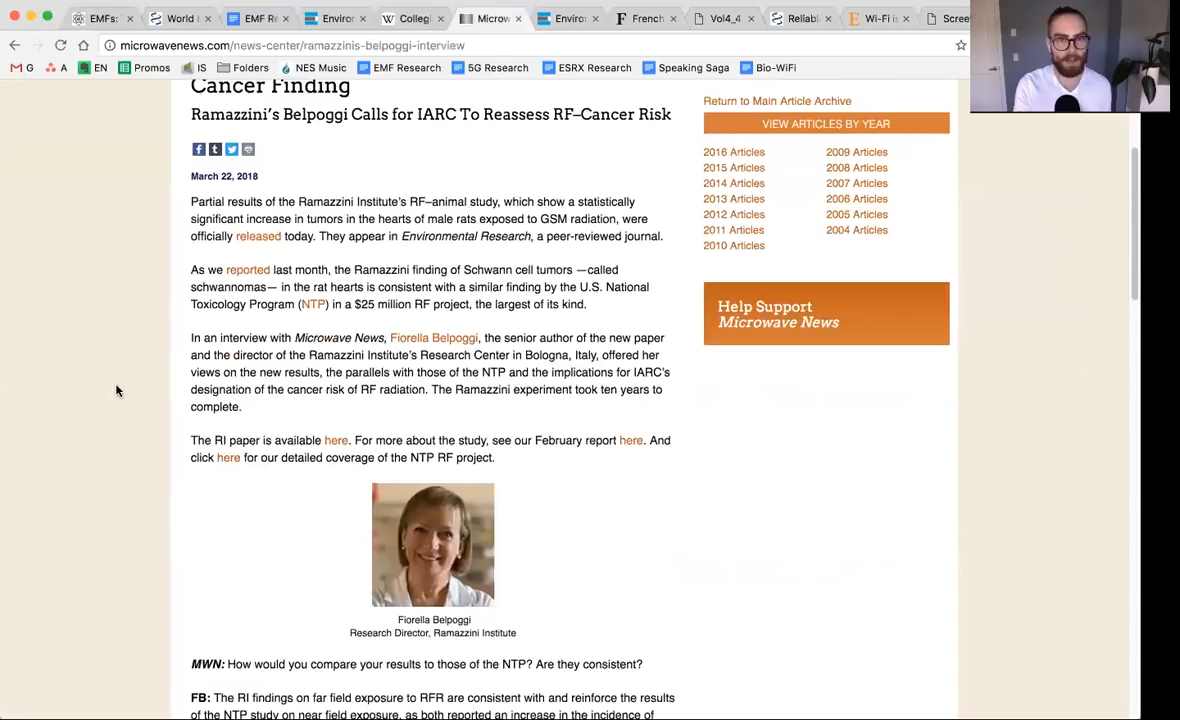 EMFs:
World
EMF Re
Environ
Colleg
Microw
Environ
French
Vol4_4
Reliab
Wi-Fi is
Scree
microwavenews.com/news-center/ramazzinis-belpoggi-interview
M G
A
EN
Promos
IS
Folders
NES Music
EMF Research
5G Research
ESRX Research
Speaking Saga
Bio-WiFi
Cancer Finding
Ramazzini's Belpoggi Calls for IARC To Reassess RF–Cancer Risk
March 22, 2018
Partial results of the Ramazzini Institute's RF–animal study, which show a statistically
significant increase in tumors in the hearts of male rats exposed to GSM radiation, were
officially released today. They appear in Environmental Research, a peer-reviewed journal.
As we reported last month, the Ramazzini finding of Schwann cell tumors —called
schwannomas— in the rat hearts is consistent with a similar finding by the U.S. National
Toxicology Program (NTP) in a $25 million RF project, the largest of its kind.
In an interview with Microwave News, Fiorella Belpoggi, the senior author of the new paper
and the director of the Ramazzini Institute's Research Center in Bologna, Italy, offered her
views on the new results, the parallels with those of the NTP and the implications for IARC's
designation of the cancer risk of RF radiation. The Ramazzini experiment took ten years to
complete.
The RI paper is available here. For more about the study, see our February report here. And
click here for our detailed coverage of the NTP RF project.
Fiorella Belpoggi
Research Director, Ramazzini Institute
MWN: How would you compare your results to those of the NTP? Are they consistent?
FB: The RI findings on far field exposure to RFR are consistent with and reinforce the results
of the NTP study on near field exposure, as both reported an increase in the incidence of
Return to Main Article Archive
VIEW ARTICLES BY YEAR
2016 Articles
2015 Articles
2014 Articles
2013 Articles
2012 Articles
2011 Articles
2010 Articles
2009 Articles
2008 Articles
2007 Articles
2006 Articles
2005 Articles
2004 Articles
Help Support
Microwave News